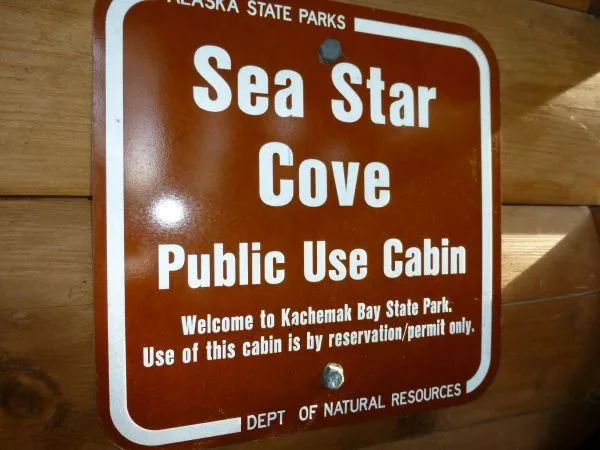 ALASKA STATE PARKS
Sea Star
Cove
Public Use Cabin
Welcome to Kachemak Bay State Park.
Use of this cabin is by reservation/permit only.
DEPT OF NATURAL RESOURCES